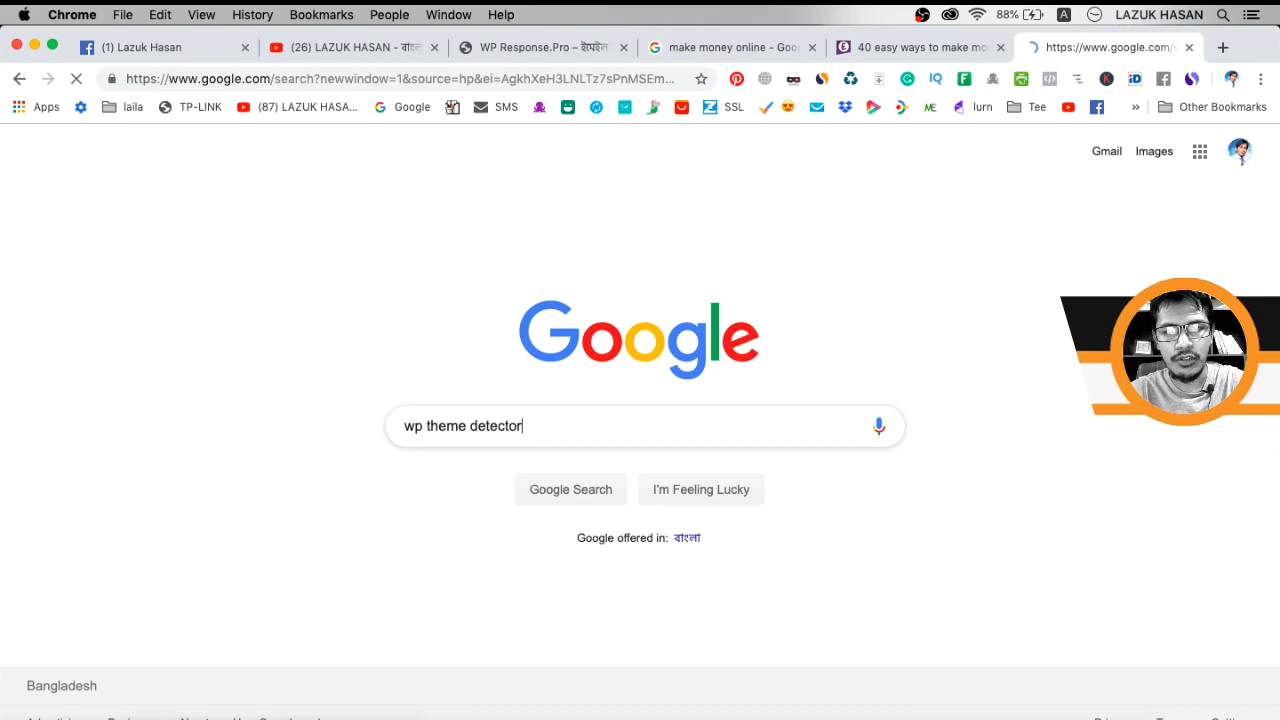 Chrome File Edit View History Bookmarks People Window Help 88% A LAZUK HASAN
(1) Lazuk Hasan (26) LAZUK HASAN - বাংল WP Response.Pro – ইমেইল make money online - Goo 40 easy ways to make mo https://www.google.com/s
https://www.google.com/search?newwindow=1&source=hp&ei=AgkhXeH3LNLTz7sPnMSEm...
Apps laila TP-LINK (87) LAZUK HASA... Google SMS SSL ME lurn Tee » Other Bookmarks
Gmail Images
Google
wp theme detector
Google Search I'm Feeling Lucky
Google offered in: বাংলা
Bangladesh